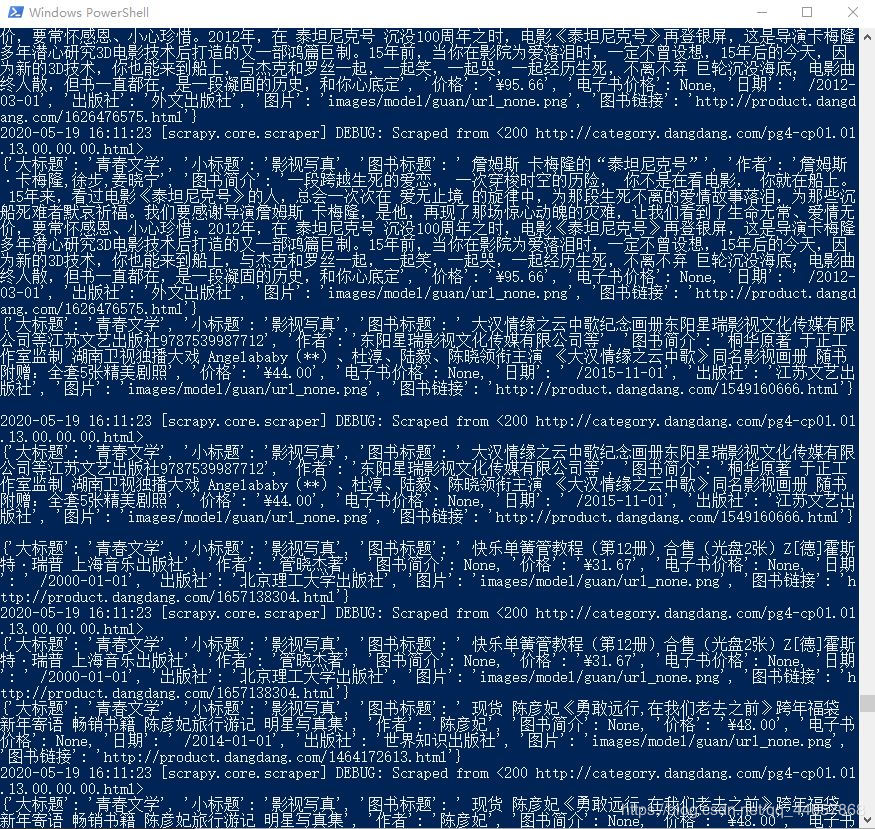 Windows PowerShell
价, 要常怀感恩、小心珍惜。2012年, 在 泰坦尼克号 沉没100周年之时, 电影《泰坦尼克号》再登银屏, 这是导演卡梅隆
多年潜心研究3D电影技术后打造的又一部鸿篇巨制。15年前, 当你在影院为爱落泪时, 一定不曾设想, 15年后的今天, 因
为新的3D技术, 你也能来到船上, 与杰克和罗丝一起, 一起笑, 一起哭, 一起经历生死, 不离不弃 巨轮沉没海底, 电影曲
终人散, 但书一直都在, 是一段凝固的历史, 和你心底定', '价格': '¥95.66', '电子书价格': None, '日期': ' /2012-
03-01', '出版社': '外文出版社', '图片': 'images/model/guan/url_none.png', '图书链接': 'http://product.dangd
ang.com/1626476575.html'}
2020-05-19 16:11:23 [scrapy.core.scraper] DEBUG: Scraped from <200 http://category.dangdang.com/pg4-cp01.01
.13.00.00.00.html>
{'大标题': '青春文学', '小标题': '影视写真', '图书标题': ' 詹姆斯 卡梅隆的“泰坦尼克号”', '作者': '詹姆斯
·卡梅隆,徐步,姜晓宁', '图书简介': '一段跨越生死的爱恋, 一次穿梭时空的历险, 你不是在看电影, 你就在船上。
 15年来, 看过电影《泰坦尼克号》的人, 总会一次次在 爱无止境 的旋律中, 为那段生死不离的爱情故事落泪, 为那些沉
船死难者默哀祈福。我们要感谢导演詹姆斯 卡梅隆, 是他, 再现了那场惊心动魄的灾难, 让我们看到了生命无常、爱情无
价, 要常怀感恩、小心珍惜。2012年, 在 泰坦尼克号 沉没100周年之时, 电影《泰坦尼克号》再登银屏, 这是导演卡梅隆
多年潜心研究3D电影技术后打造的又一部鸿篇巨制。15年前, 当你在影院为爱落泪时, 一定不曾设想, 15年后的今天, 因
为新的3D技术, 你也能来到船上, 与杰克和罗丝一起, 一起笑, 一起哭, 一起经历生死, 不离不弃 巨轮沉没海底, 电影曲
终人散, 但书一直都在, 是一段凝固的历史, 和你心底定', '价格': '¥95.66', '电子书价格': None, '日期': ' /2012-
03-01', '出版社': '外文出版社', '图片': 'images/model/guan/url_none.png', '图书链接': 'http://product.dangd
ang.com/1626476575.html'}
{'大标题': '青春文学', '小标题': '影视写真', '图书标题': ' 大汉情缘之云中歌纪念画册东阳星瑞影视文化传媒有限
公司等江苏文艺出版社9787539987712', '作者': '东阳星瑞影视文化传媒有限公司等', '图书简介': '桐华原著 于正工
作室监制 湖南卫视独播大戏 Angelababy (**) 、杜淳、陆毅、陈晓领衔主演 《大汉情缘之云中歌》同名影视画册 随书
附赠: 全套5张精美剧照', '价格': '¥44.00', '电子书价格': None, '日期': ' /2015-11-01', '出版社': '江苏文艺出
版社', '图片': 'images/model/guan/url_none.png', '图书链接': 'http://product.dangdang.com/1549160666.html'}
2020-05-19 16:11:23 [scrapy.core.scraper] DEBUG: Scraped from <200 http://category.dangdang.com/pg4-cp01.01
.13.00.00.00.html>
{'大标题': '青春文学', '小标题': '影视写真', '图书标题': ' 大汉情缘之云中歌纪念画册东阳星瑞影视文化传媒有限
公司等江苏文艺出版社9787539987712', '作者': '东阳星瑞影视文化传媒有限公司等', '图书简介': '桐华原著 于正工
作室监制 湖南卫视独播大戏 Angelababy (**) 、杜淳、陆毅、陈晓领衔主演 《大汉情缘之云中歌》同名影视画册 随书
附赠: 全套5张精美剧照', '价格': '¥44.00', '电子书价格': None, '日期': ' /2015-11-01', '出版社': '江苏文艺出
版社', '图片': 'images/model/guan/url_none.png', '图书链接': 'http://product.dangdang.com/1549160666.html'}
{'大标题': '青春文学', '小标题': '影视写真', '图书标题': ' 快乐单簧管教程（第12册）合售（光盘2张）Z[德]霍斯
特·瑞晋 上海音乐出版社', '作者': '管晓杰著', '图书简介': None, '价格': '¥31.67', '电子书价格': None, '日期
': ' /2000-01-01', '出版社': '北京理工大学出版社', '图片': 'images/model/guan/url_none.png', '图书链接': 'h
ttp://product.dangdang.com/1657138304.html'}
2020-05-19 16:11:23 [scrapy.core.scraper] DEBUG: Scraped from <200 http://category.dangdang.com/pg4-cp01.01
.13.00.00.00.html>
{'大标题': '青春文学', '小标题': '影视写真', '图书标题': ' 快乐单簧管教程（第12册）合售（光盘2张）Z[德]霍斯
特·瑞晋 上海音乐出版社', '作者': '管晓杰著', '图书简介': None, '价格': '¥31.67', '电子书价格': None, '日期
': ' /2000-01-01', '出版社': '北京理工大学出版社', '图片': 'images/model/guan/url_none.png', '图书链接': 'h
ttp://product.dangdang.com/1657138304.html'}
{'大标题': '青春文学', '小标题': '影视写真', '图书标题': ' 现货 陈彦妃《勇敢远行,在我们老去之前》跨年福袋
新年寄语 畅销书籍 陈彦妃旅行游记 明星写真集', '作者': '陈彦妃', '图书简介': None, '价格': '¥48.00', '电子书
价格': None, '日期': ' /2014-01-01', '出版社': '世界知识出版社', '图片': 'images/model/guan/url_none.png',
'图书链接': 'http://product.dangdang.com/1464172613.html'}
2020-05-19 16:11:23 [scrapy.core.scraper] DEBUG: Scraped from <200 http://category.dangdang.com/pg4-cp01.01
.13.00.00.00.html>
{'大标题': '青春文学', '小标题': '影视写真', '图书标题': ' 现货 陈彦妃《勇敢远行,在我们老去之前》跨年福袋
新年寄语 畅销书籍 陈彦妃旅行游记 明星写真集', '作者': '陈彦妃', '图书简介': None, '价格': '¥48.00', '电子书